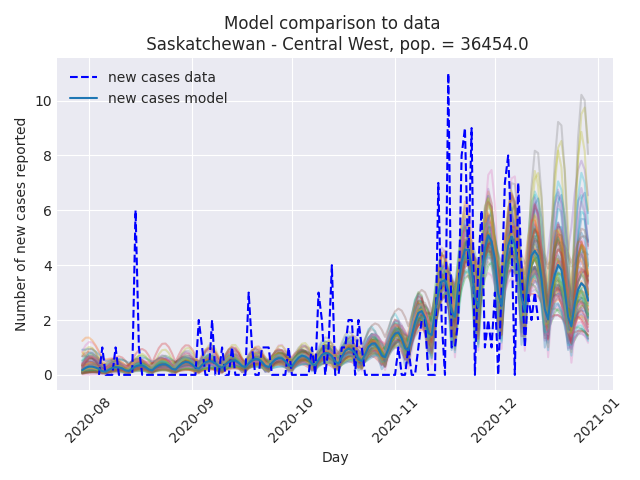 Model comparison to data
Saskatchewan - Central West, pop. = 36454.0
new cases data
new cases model
Number of new cases reported
10
8
6
4
2
0
2020-08
2020-09
2020-10
2020-11
2020-12
2021-01
Day